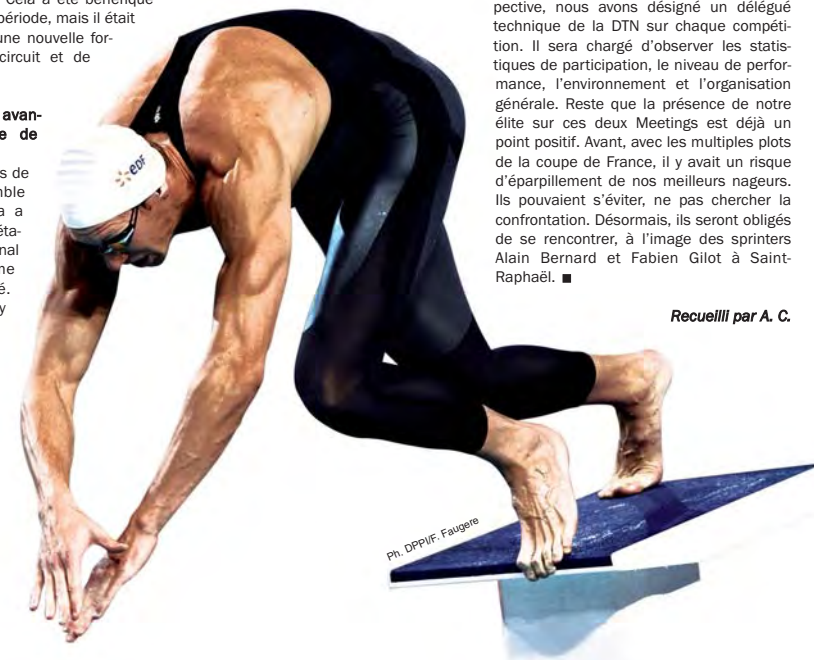 Cela a été bénéfique
période, mais il était
une nouvelle for-
circuit et de
avan-
de
de
a
edf
pective, nous avons désigné un délégué
technique de la DTN sur chaque compéti-
tion. Il sera chargé d'observer les statis-
tiques de participation, le niveau de perfor-
mance, l'environnement et l'organisation
générale. Reste que la présence de notre
élite sur ces deux Meetings est déjà un
point positif. Avant, avec les multiples plots
de la coupe de France, il y avait un risque
d'éparpillement de nos meilleurs nageurs.
Ils pouvaient s'éviter, ne pas chercher la
confrontation. Désormais, ils seront obligés
de se rencontrer, à l'image des sprinters
Alain Bernard et Fabien Gilot à Saint-
Raphaël. ■
Recueilli par A. C.
Ph. DPPI/F. Faugere